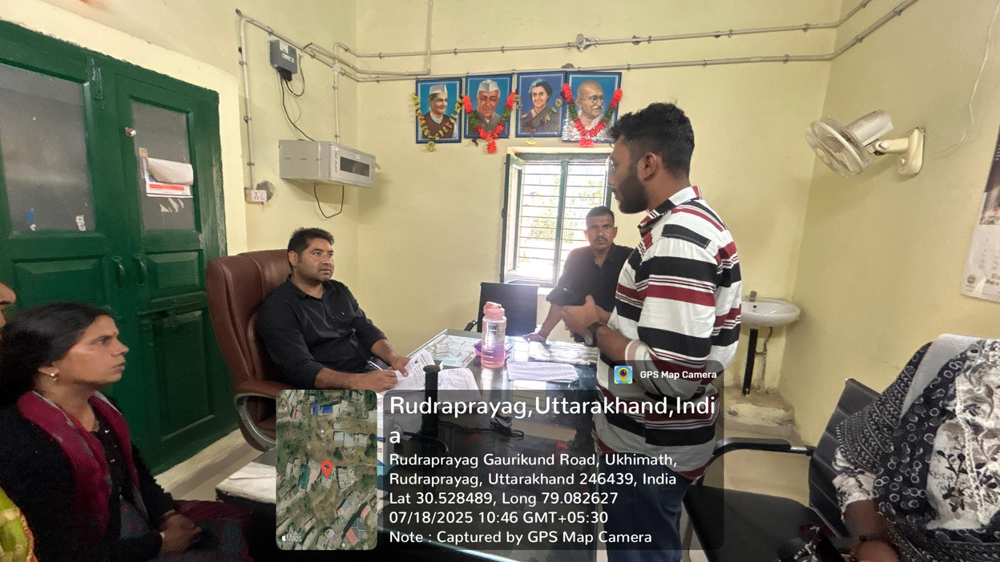 GPS Map Camera
Rudraprayag,Uttarakhand,Indi
a
Rudraprayag Gaurikund Road, Ukhimath,
Rudraprayag, Uttarakhand 246439, India
Lat 30.528489, Long 79.082627
07/18/2025 10:46 GMT+05:30
Note : Captured by GPS Map Camera
Maps